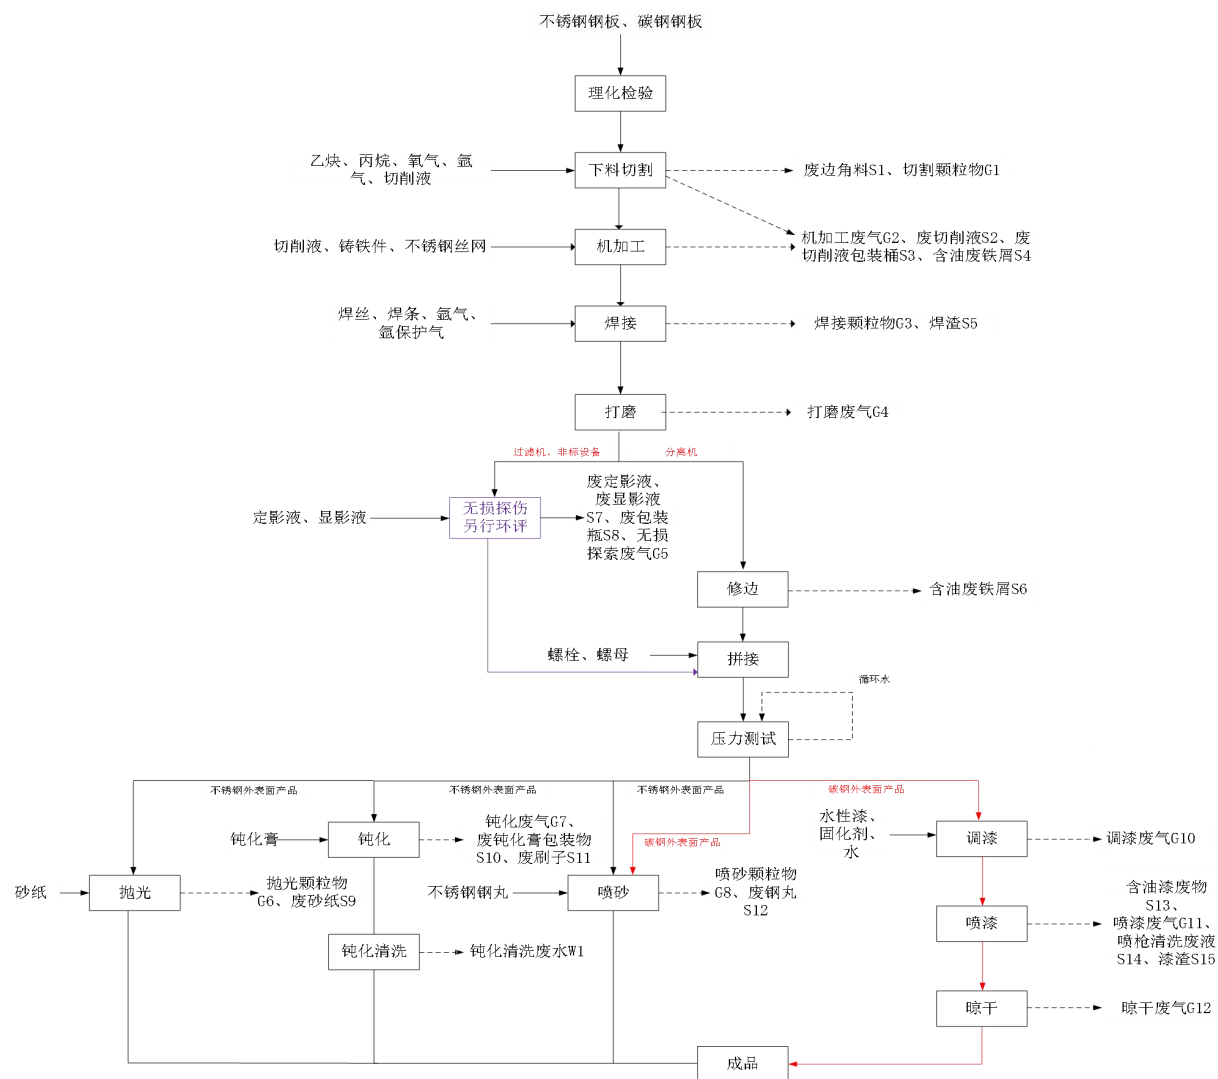 不锈钢钢板、碳钢钢板
理化检验
乙炔、丙烷、氧气、氩
气、切削液
下料切割
废边角料S1、切割颗粒物G1
切削液、铸铁件、不锈钢丝网
机加工
机加工废气G2、废切削液S2、废
切削液包装桶S3、含油废铁屑S4
焊丝、焊条、氩气、
氩保护气
焊接
焊接颗粒物G3、焊渣S5
打磨
打磨废气G4
过滤机、非标设备
分离机
定影液、显影液
无损探伤
另行环评
废定影液、
废显影液
S7、废包装
瓶S8、无损
探索废气G5
修边
含油废铁屑S6
螺栓、螺母
拼接
循环水
压力测试
不锈钢外表面产品
不锈钢外表面产品
不锈钢外表面产品
碳钢外表面产品
钝化膏
钝化
钝化废气G7、
废钝化膏包装物
S10、废刷子S11
碳钢外表面产品
水性漆、
固化剂、
水
调漆
调漆废气G10
砂纸
抛光
抛光颗粒物
G6、废砂纸S9
不锈钢钢丸
喷砂
喷砂颗粒物
G8、废钢丸
S12
喷漆
含油漆废物
S13、
喷漆废气G11、
喷枪清洗废液
S14、漆渣S15
钝化清洗
钝化清洗废水W1
晾干
晾干废气G12
成品